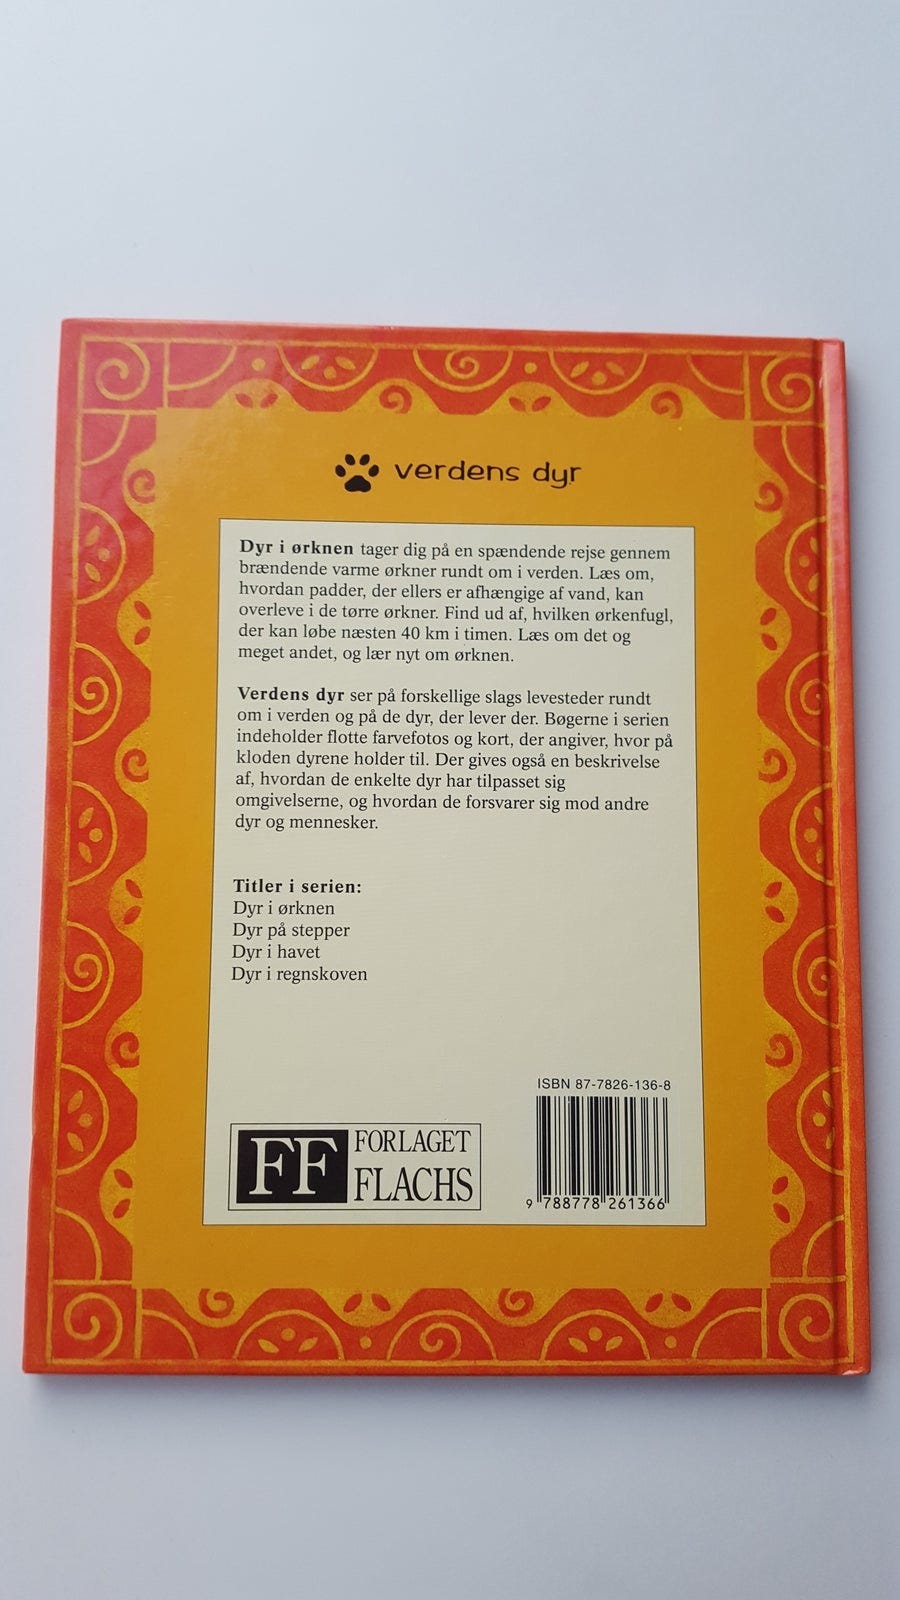 verdens dyr
Dyr i ørknen tager dig på en spændende rejse gennem
brændende varme ørkner rundt om i verden. Læs om,
hvordan padder, der ellers er afhængige af vand, kan
overleve i de tørre ørkner. Find ud af, hvilken ørkenfugl,
der kan løbe næsten 40 km i timen. Læs om det og
meget andet, og lær nyt om ørknen.
Verdens dyr ser på forskellige slags levesteder rundt
om i verden og på de dyr, der lever der. Bøgerne i serien
indeholder flotte farvefotos og kort, der angiver, hvor på
kloden dyrene holder til. Der gives også en beskrivelse
af, hvordan de enkelte dyr har tilpasset sig
omgivelserne, og hvordan de forsvarer sig mod andre
dyr og mennesker.
Titler i serien:
Dyr i ørknen
Dyr på stepper
Dyr i havet
Dyr i regnskoven
ISBN 87-7826-136-8
FF FORLAGET
FLACHS
9 788778 261366